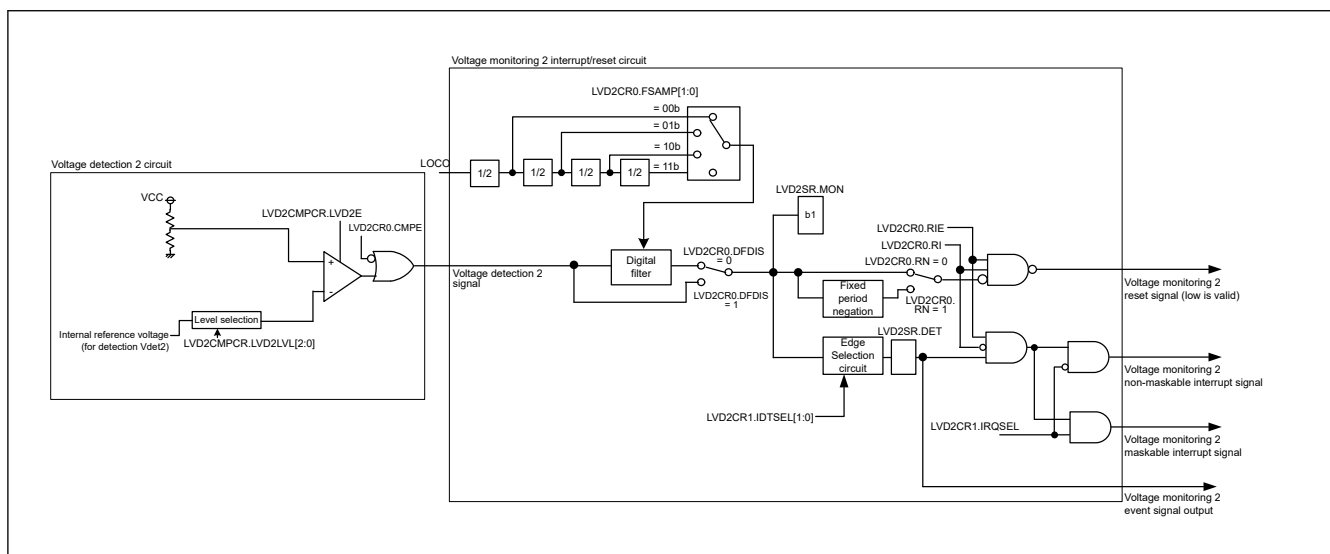 Voltage monitoring 2 interrupt/reset circuit
LVD2CR0.FSAMP[1:0]
= 00b
= 01b
= 10b
= 11b
LOCO
1/2
1/2
1/2
1/2
Voltage detection 2 circuit
VCC
LVD2CMPCR.LVD2E
LVD2CR0.CMPE
+
-
Level selection
Internal reference voltage
(for detection Vdet2)
LVD2CMPCR.LVD2LVL[2:0]
Voltage detection 2
signal
Digital
filter
LVD2CR0.DFDIS
= 0
LVD2CR0.DFDIS
= 1
LVD2SR.MON
b1
LVD2CR0.RIE
LVD2CR0.RI
LVD2CR0.RN = 0
Fixed
period
negation
LVD2CR0.
RN = 1
Voltage monitoring 2
reset signal (low is valid)
LVD2SR.DET
Edge
Selection
circuit
LVD2CR1.IDTSEL[1:0]
Voltage monitoring 2
non-maskable interrupt signal
LVD2CR1.IRQSEL
Voltage monitoring 2
maskable interrupt signal
Voltage monitoring 2
event signal output